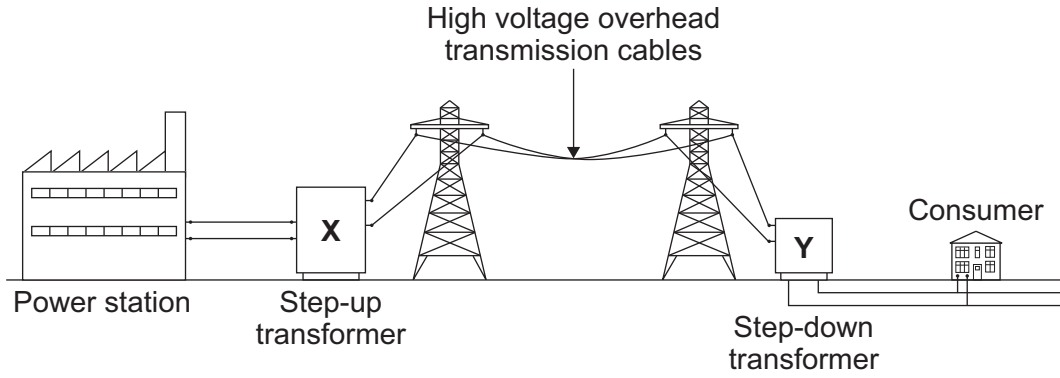 High voltage overhead
transmission cables
X
Y
Consumer
Power station
Step-up
transformer
Step-down
transformer